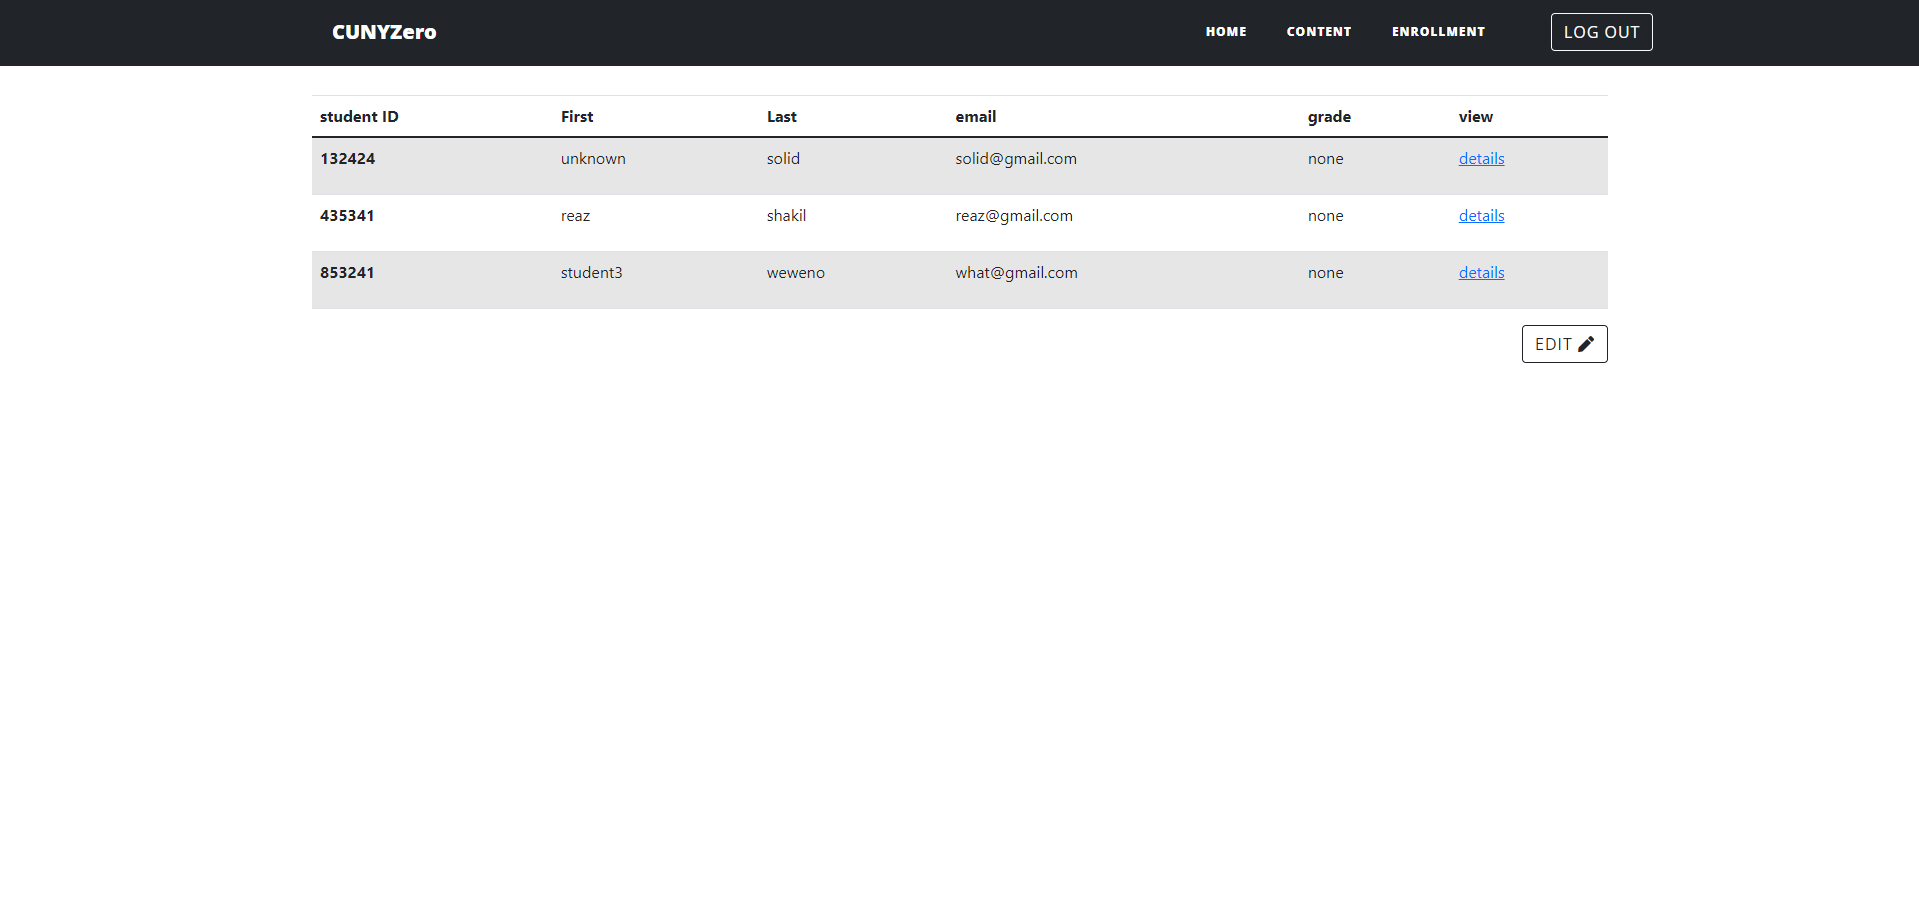 CUNYZero HOME CONTENT ENROLLMENT LOG OUT
student ID First Last email grade view
132424 unknown solid solid@gmail.com none details
435341 reaz shakil reaz@gmail.com none details
853241 student3 weweno what@gmail.com none details
EDIT